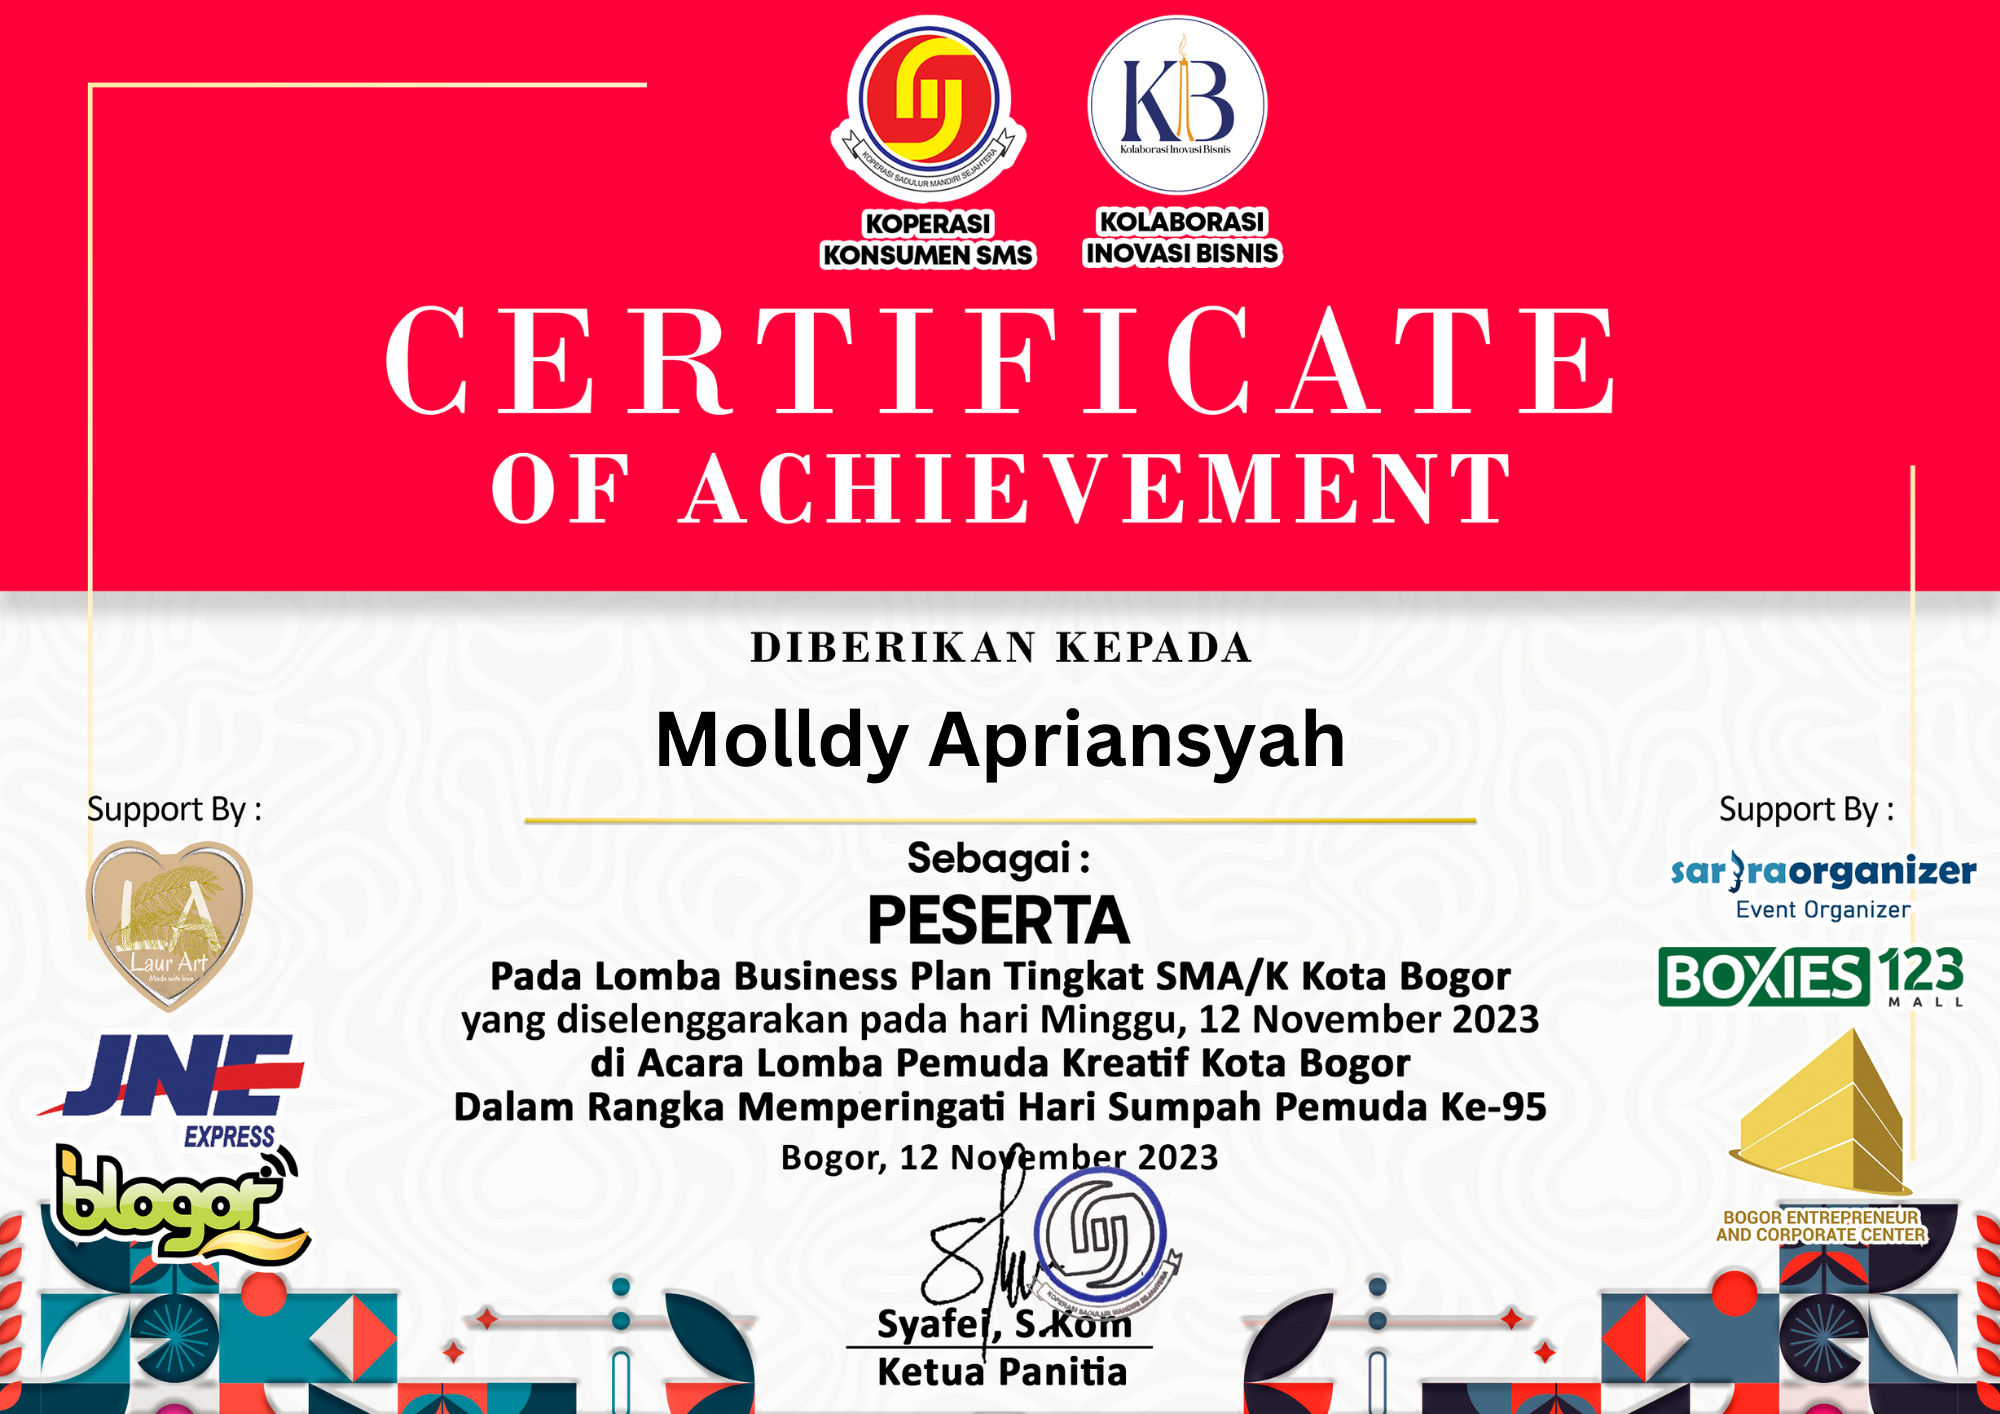 KOPERASI SADULUR MANDIRI SEJAHTERA
KOPERASI
KONSUMEN SMS
KIB
Kolaborasi Inovasi Bisnis
KOLABORASI
INOVASI BISNIS
CERTIFICATE
OF ACHIEVEMENT
DIBERIKAN KEPADA
Molldy Apriansyah
Support By :
LA
Laur Art
Made with love
JNE
EXPRESS
blogor
Sebagai :
PESERTA
Pada Lomba Business Plan Tingkat SMA/K Kota Bogor
yang diselenggarakan pada hari Minggu, 12 November 2023
di Acara Lomba Pemuda Kreatif Kota Bogor
Dalam Rangka Memperingati Hari Sumpah Pemuda Ke-95
Bogor, 12 November 2023
KOPERASI SADULUR MANDIRI SEJAHTERA
Syafei, S.Kom
Ketua Panitia
Support By :
sarraorganizer
Event Organizer
BOXIES 123
MALL
BOGOR ENTREPRENEUR
AND CORPORATE CENTER